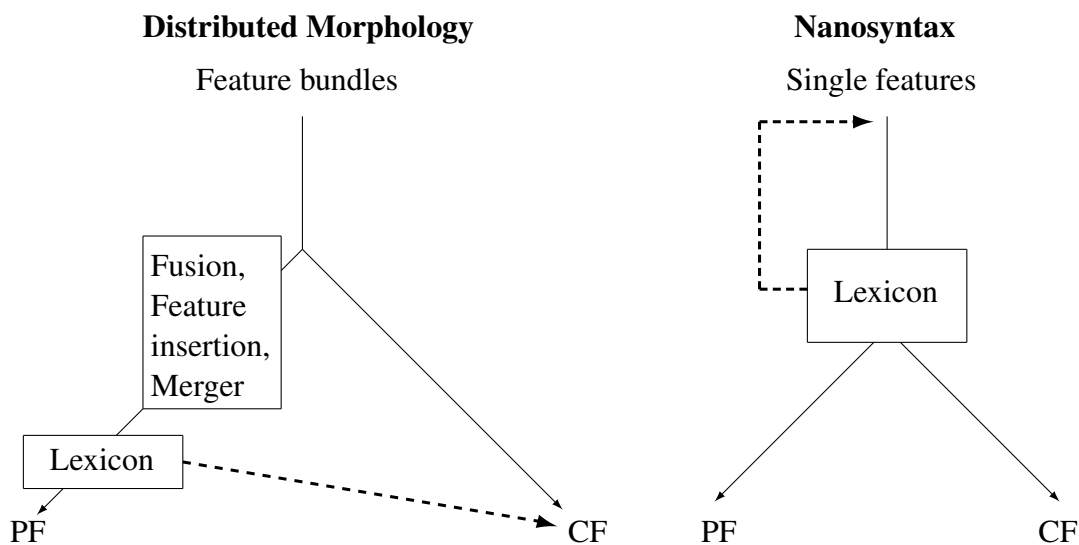 Distributed Morphology
Feature bundles
Fusion,
Feature
insertion,
Merger
Lexicon
PF
CF
Nanosyntax
Single features
Lexicon
PF
CF